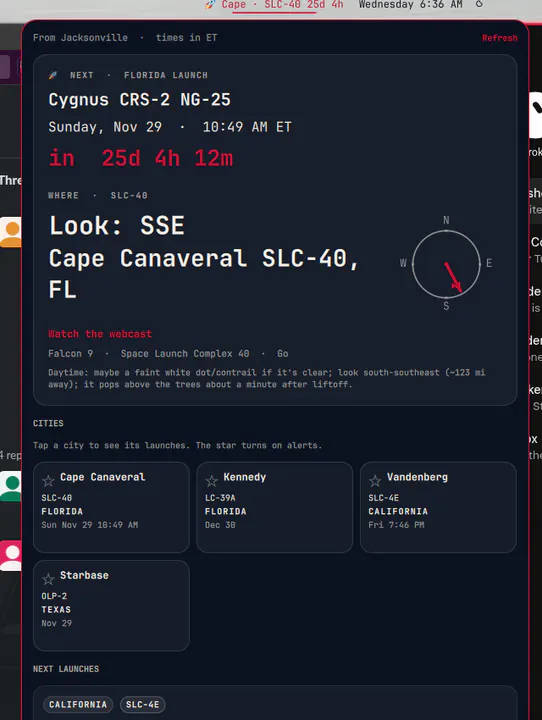 Cape · SLC-40 25d 4h Wednesday 6:36 AM
From Jacksonville · times in ET
Refresh
NEXT · FLORIDA LAUNCH
Cygnus CRS-2 NG-25
Sunday, Nov 29 · 10:49 AM ET
in 25d 4h 12m
WHERE · SLC-40
Look: SSE
Cape Canaveral SLC-40,
FL
N
W
E
S
Watch the webcast
Falcon 9 · Space Launch Complex 40 · Go
Daytime: maybe a faint white dot/contrail if it's clear; look south-southeast (~123 mi
away); it pops above the trees about a minute after liftoff.
CITIES
Tap a city to see its launches. The star turns on alerts.
Cape Canaveral
SLC-40
FLORIDA
Sun Nov 29 10:49 AM
Kennedy
LC-39A
FLORIDA
Dec 30
Vandenberg
SLC-4E
CALIFORNIA
Fri 7:46 PM
Starbase
OLP-2
TEXAS
Nov 29
NEXT LAUNCHES
CALIFORNIA
SLC-4E
Thre
4 rep